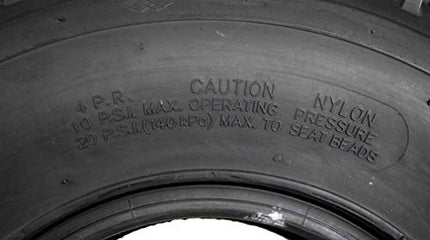 4 P.R. CAUTION NYLON
10 P.S.I. MAX. OPERATING PRESSURE
20 P.S.I.(140 kPa) MAX. TO SEAT BEADS